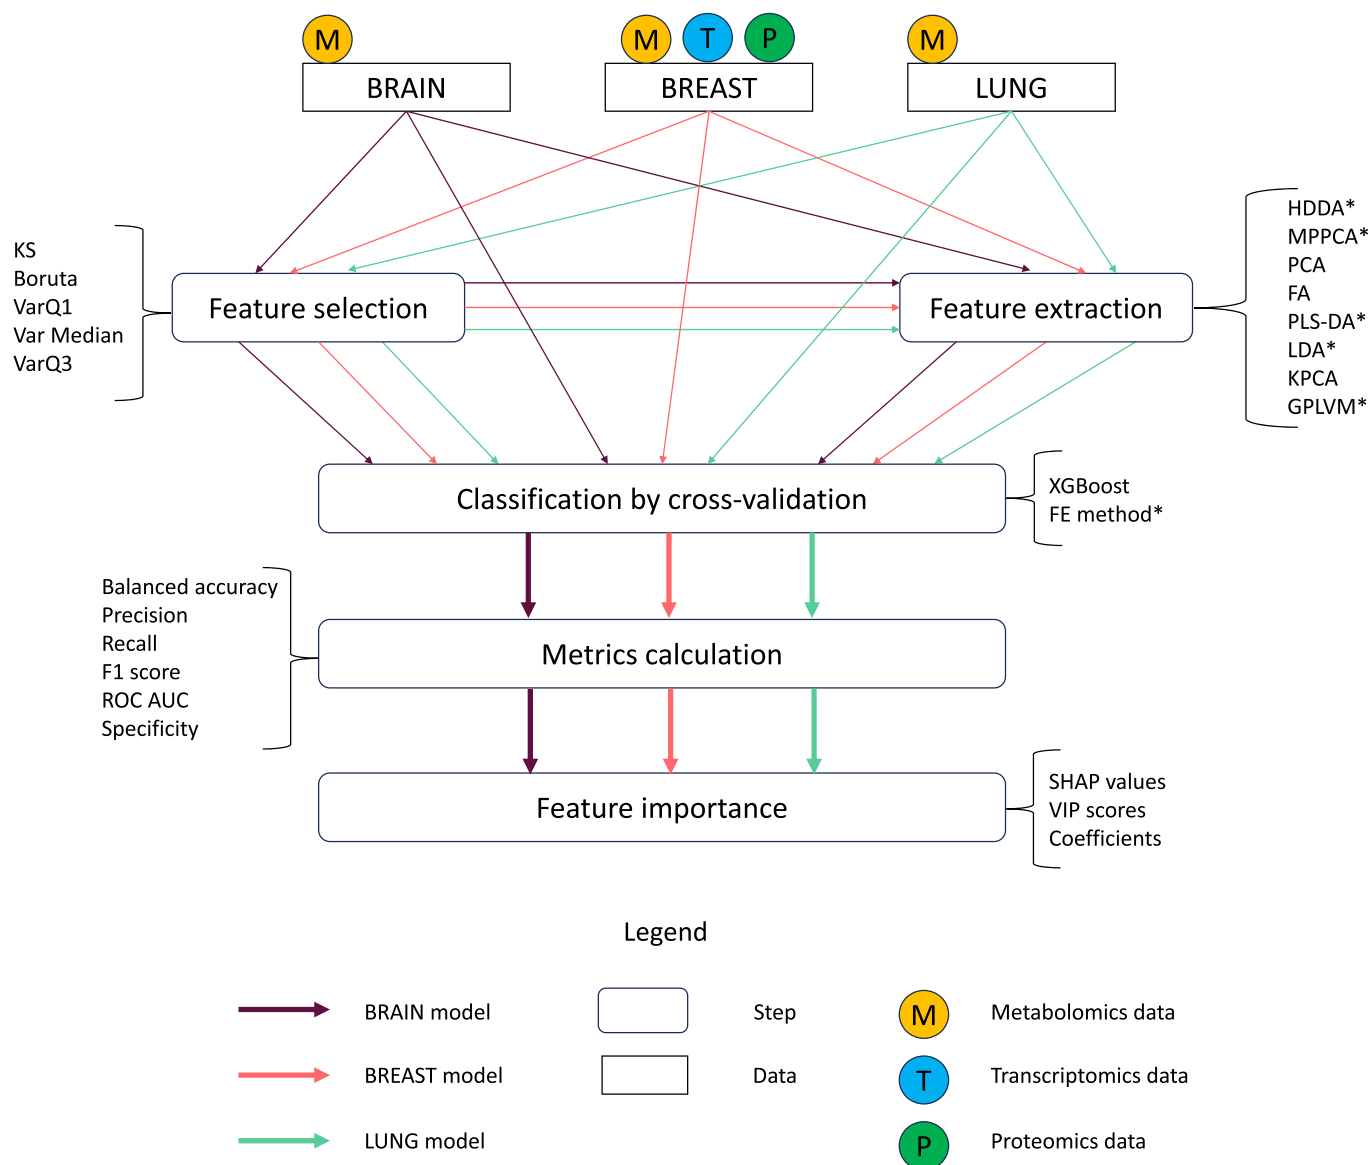 M
M
T
P
M
BRAIN
BREAST
LUNG
KS
Boruta
VarQ1
Var Median
VarQ3
Feature selection
Feature extraction
HDDA*
MPPCA*
PCA
FA
PLS-DA*
LDA*
KPCA
GPLVM*
Classification by cross-validation
XGBoost
FE method*
Balanced accuracy
Precision
Recall
F1 score
ROC AUC
Specificity
Metrics calculation
Feature importance
SHAP values
VIP scores
Coefficients
Legend
BRAIN model
Step
M
Metabolomics data
BREAST model
Data
T
Transcriptomics data
LUNG model
P
Proteomics data